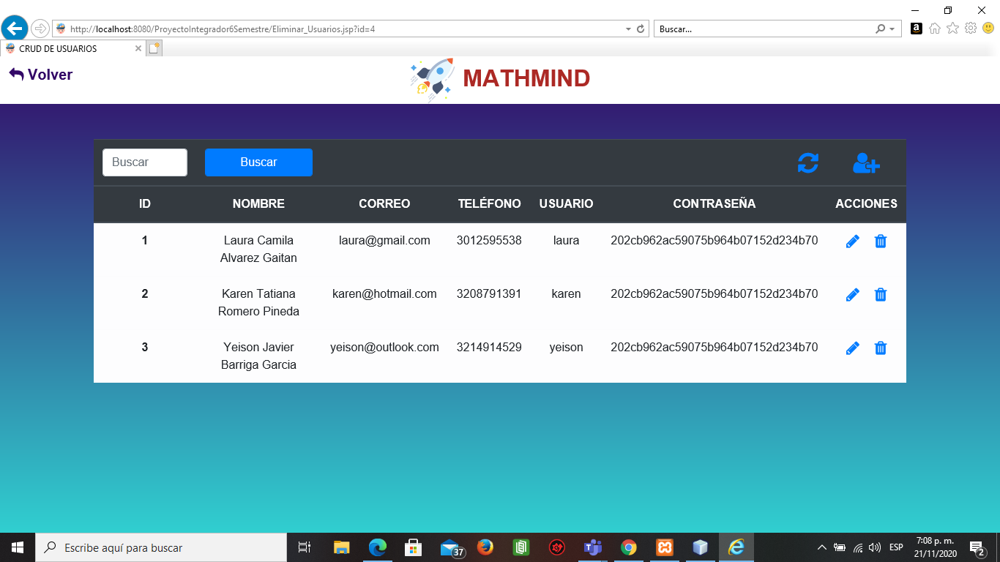 http://localhost:8080/ProyectoIntegrador6Semestre/Eliminar_Usuarios.jsp?id=4
Buscar...
CRUD DE USUARIOS
Volver
MATHMIND
Buscar
Buscar
ID NOMBRE CORREO TELÉFONO USUARIO CONTRASEÑA ACCIONES
1 Laura Camila laura@gmail.com 3012595538 laura 202cb962ac59075b964b07152d234b70
Alvarez Gaitan
2 Karen Tatiana karen@hotmail.com 3208791391 karen 202cb962ac59075b964b07152d234b70
Romero Pineda
3 Yeison Javier yeison@outlook.com 3214914529 yeison 202cb962ac59075b964b07152d234b70
Barriga Garcia
Escribe aquí para buscar
37
ESP
7:08 p. m.
21/11/2020
2